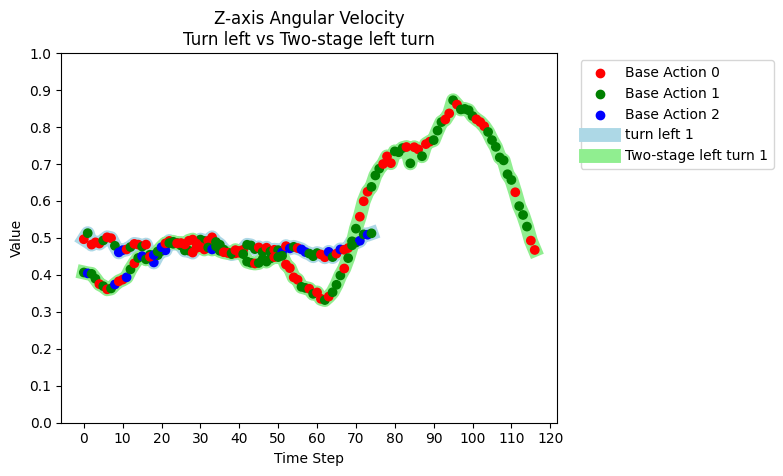 Z-axis Angular Velocity
Turn left vs Two-stage left turn
Value
1.0
0.9
0.8
0.7
0.6
0.5
0.4
0.3
0.2
0.1
0.0
0 10 20 30 40 50 60 70 80 90 100 110 120
Time Step
Base Action 0
Base Action 1
Base Action 2
turn left 1
Two-stage left turn 1